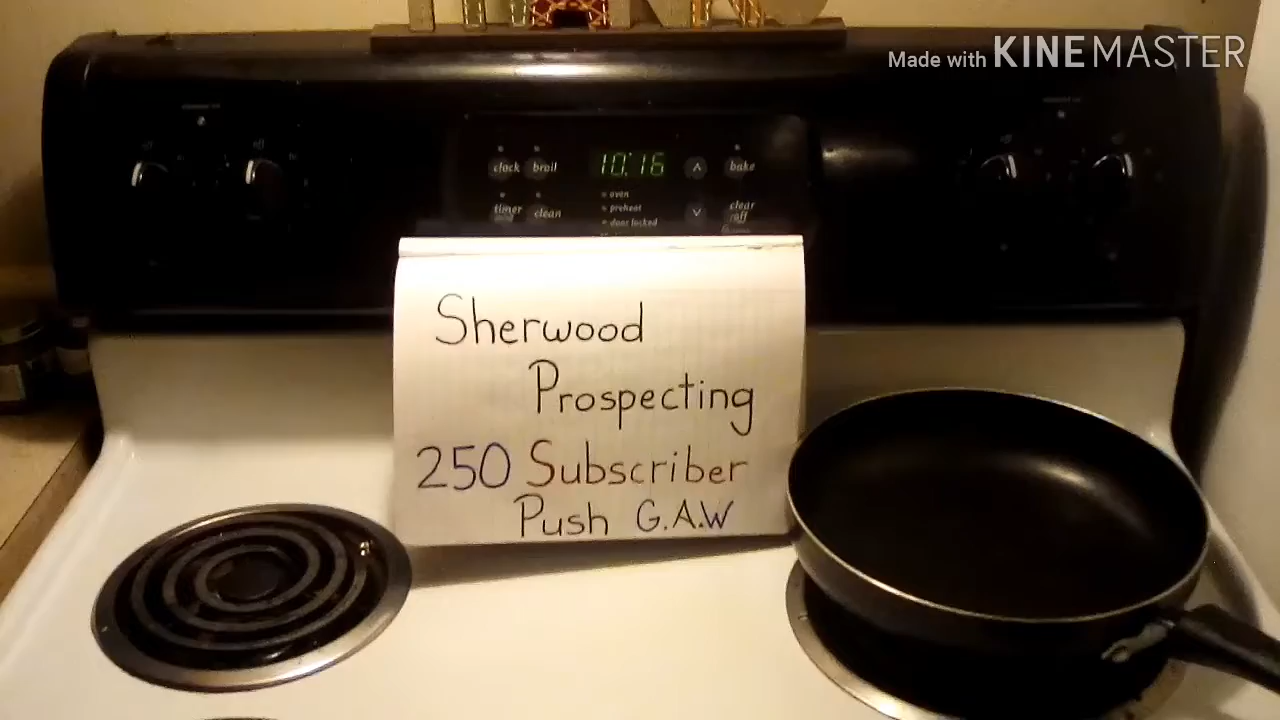 Made with KINEMASTER
clock broil 10:16 bake
oven
timer clean preheat clear
off
door locked
Sherwood
Prospecting
250 Subscriber
Push G.A.W